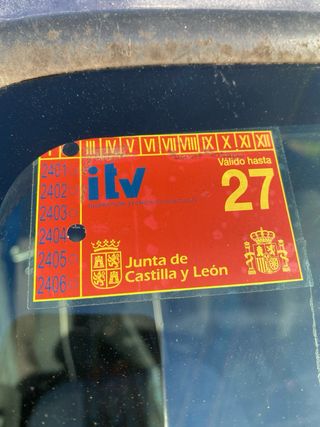 III IV V VI VII VIII IX X XI XII
2401
2402
2403
2404
2405
2406
itv
Válido hasta
27
Junta de
Castilla y León